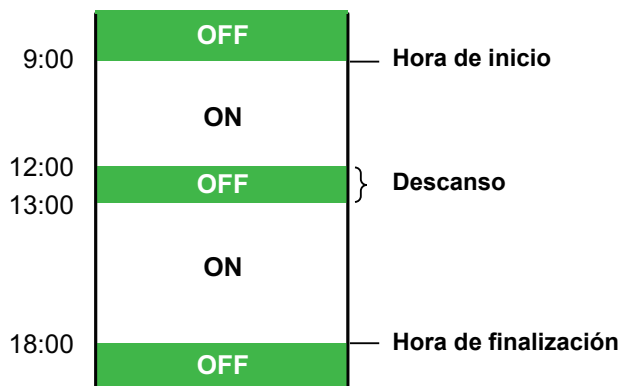 OFF
9:00 Hora de inicio
ON
12:00
OFF Descanso
13:00
ON
18:00 Hora de finalización
OFF